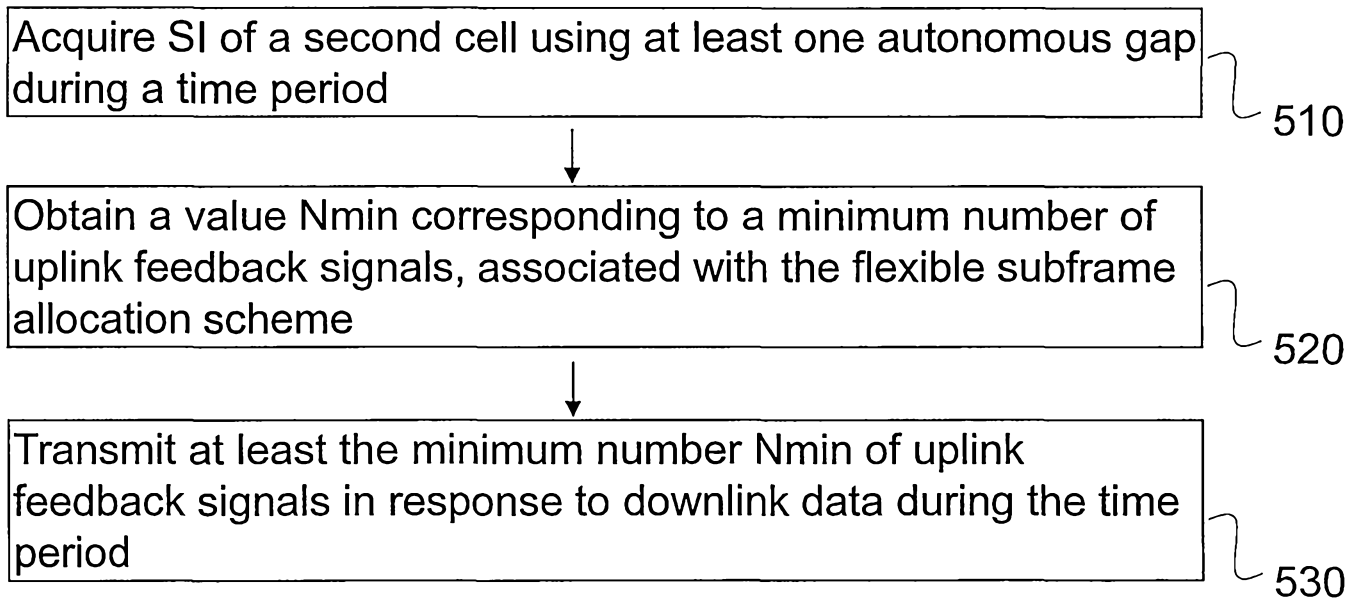 Acquire SI of a second cell using at least one autonomous gap
during a time period
510
Obtain a value Nmin corresponding to a minimum number of
uplink feedback signals, associated with the flexible subframe
allocation scheme
520
Transmit at least the minimum number Nmin of uplink
feedback signals in response to downlink data during the time
period
530